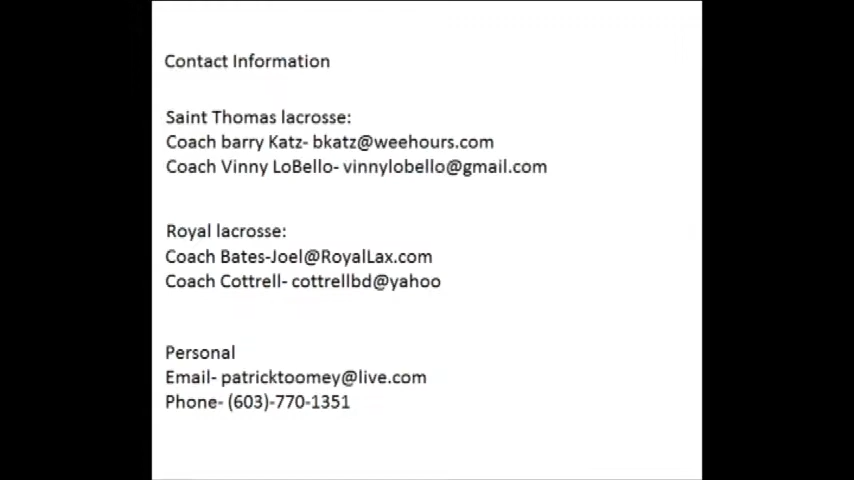 Contact Information
Saint Thomas lacrosse:
Coach barry Katz- bkatz@weehours.com
Coach Vinny LoBello- vinnylobello@gmail.com
Royal lacrosse:
Coach Bates-Joel@RoyalLax.com
Coach Cottrell- cottrellbd@yahoo
Personal
Email- patricktoomey@live.com
Phone- (603)-770-1351